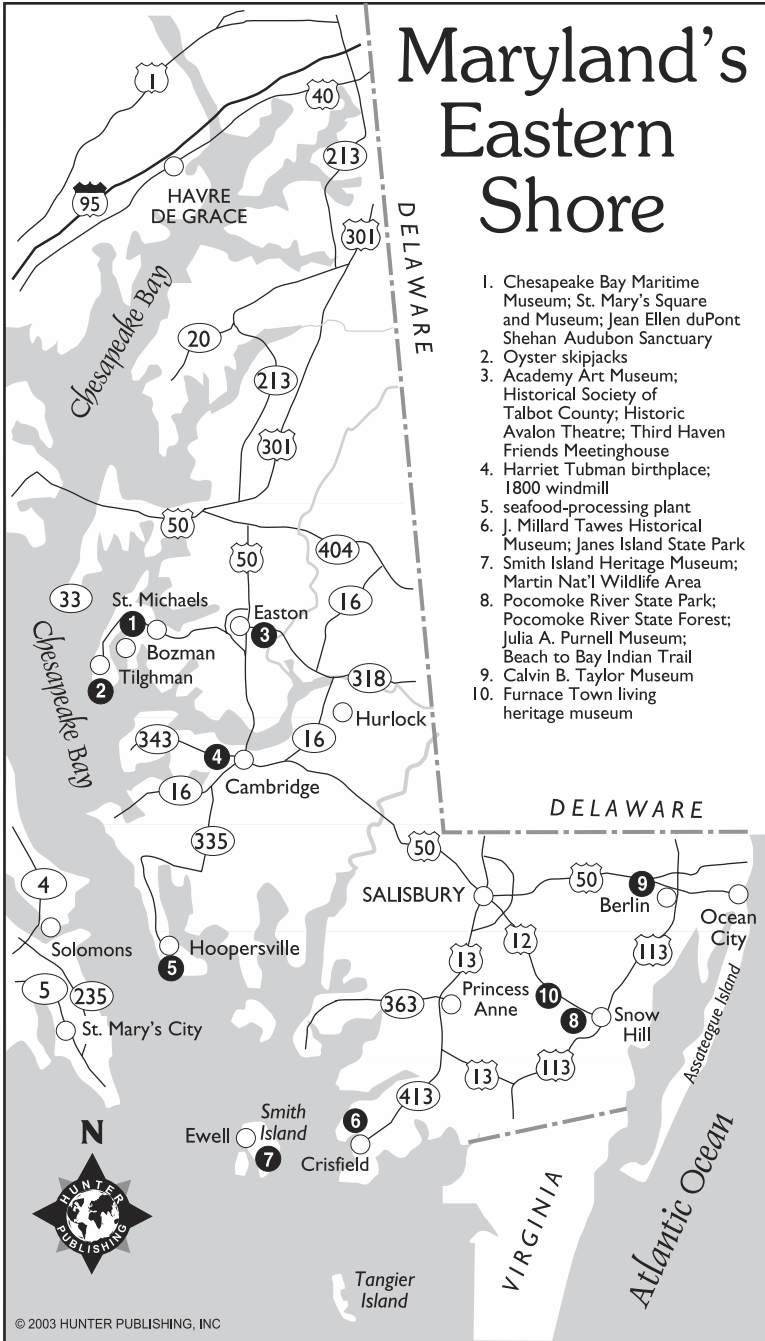 Maryland's
Eastern
Shore
1. Chesapeake Bay Maritime
Museum; St. Mary's Square
and Museum; Jean Ellen duPont
Shehan Audubon Sanctuary
2. Oyster skipjacks
3. Academy Art Museum;
Historical Society of
Talbot County; Historic
Avalon Theatre; Third Haven
Friends Meetinghouse
4. Harriet Tubman birthplace;
1800 windmill
5. seafood-processing plant
6. J. Millard Tawes Historical
Museum; Janes Island State Park
7. Smith Island Heritage Museum;
Martin Nat'l Wildlife Area
8. Pocomoke River State Park;
Pocomoke River State Forest;
Julia A. Purnell Museum;
Beach to Bay Indian Trail
9. Calvin B. Taylor Museum
10. Furnace Town living
heritage museum
1
40
213
95
HAVRE
DE GRACE
301
DELAWARE
Chesapeake Bay
20
213
301
50
50
404
33
16
St. Michaels
1
Easton
3
Bozman
Tilghman
2
318
Chesapeake Bay
Hurlock
343
4
16
Cambridge
16
335
50
DELAWARE
4
SALISBURY
50
9
Berlin
Ocean
City
Solomons
Hoopersville
5
13
12
113
5
235
St. Mary's City
363
Princess
Anne
10
8
Snow
Hill
Assateague Island
13
113
413
Smith
Island
6
Ewell
7
Crisfield
N
HUNTER
PUBLISHING
VIRGINIA
Atlantic Ocean
Tangier
Island
© 2003 HUNTER PUBLISHING, INC